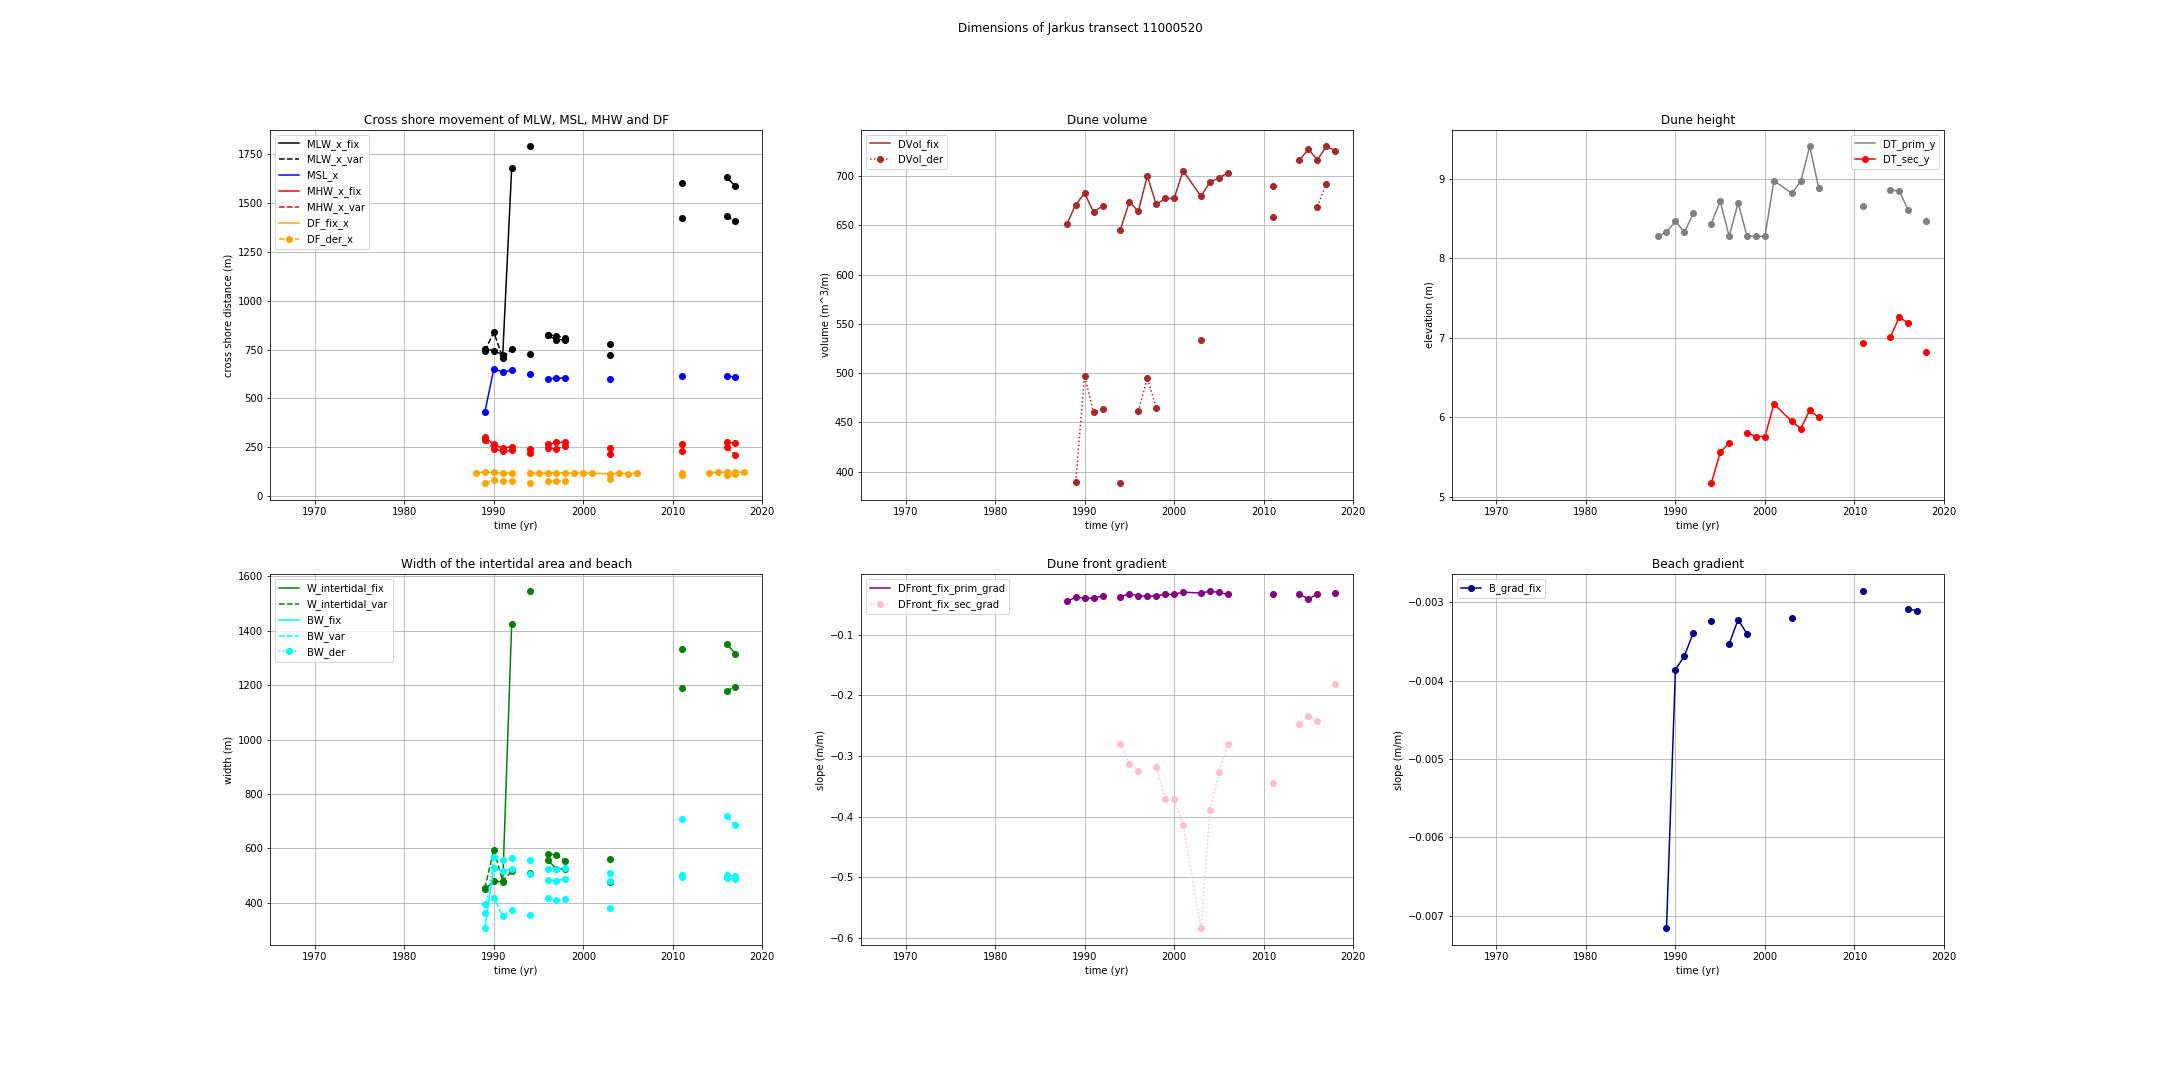 Dimensions of Jarkus transect 11000520
Cross shore movement of MLW, MSL, MHW and DF
MLW_x_fix
MLW_x_var
MSL_x
MHW_x_fix
MHW_x_var
DF_fix_x
DF_der_x
1750
1500
1250
1000
750
500
250
0
cross shore distance (m)
1970 1980 1990 2000 2010 2020
time (yr)
Dune volume
DVol_fix
DVol_der
700
650
600
550
500
450
400
volume (m^3/m)
1970 1980 1990 2000 2010 2020
time (yr)
Dune height
DT_prim_y
DT_sec_y
9
8
7
6
5
elevation (m)
1970 1980 1990 2000 2010 2020
time (yr)
Width of the intertidal area and beach
W_intertidal_fix
W_intertidal_var
BW_fix
BW_var
BW_der
1600
1400
1200
1000
800
600
400
width (m)
1970 1980 1990 2000 2010 2020
time (yr)
Dune front gradient
DFront_fix_prim_grad
DFront_fix_sec_grad
−0.1
−0.2
−0.3
−0.4
−0.5
−0.6
slope (m/m)
1970 1980 1990 2000 2010 2020
time (yr)
Beach gradient
B_grad_fix
−0.003
−0.004
−0.005
−0.006
−0.007
slope (m/m)
1970 1980 1990 2000 2010 2020
time (yr)